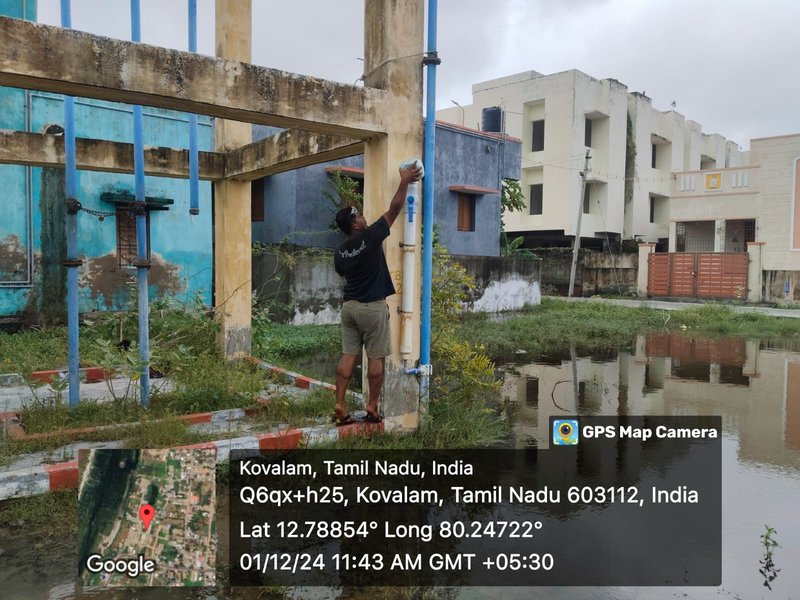 GPS Map Camera
Kovalam, Tamil Nadu, India
Q6qx+h25, Kovalam, Tamil Nadu 603112, India
Lat 12.78854° Long 80.24722°
01/12/24 11:43 AM GMT +05:30
Google